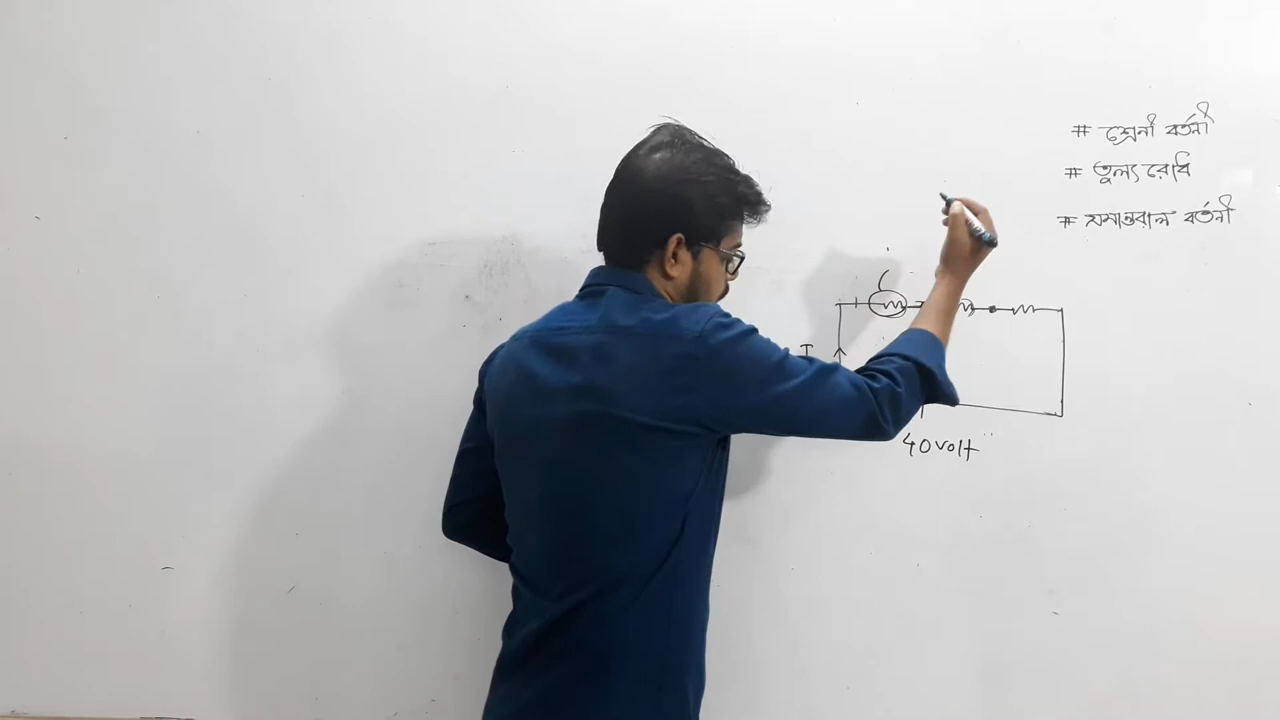 # শ্রেনী বর্তনী
# তুল্য রোধ
# সমান্তরাল বর্তনী
I
40 volt